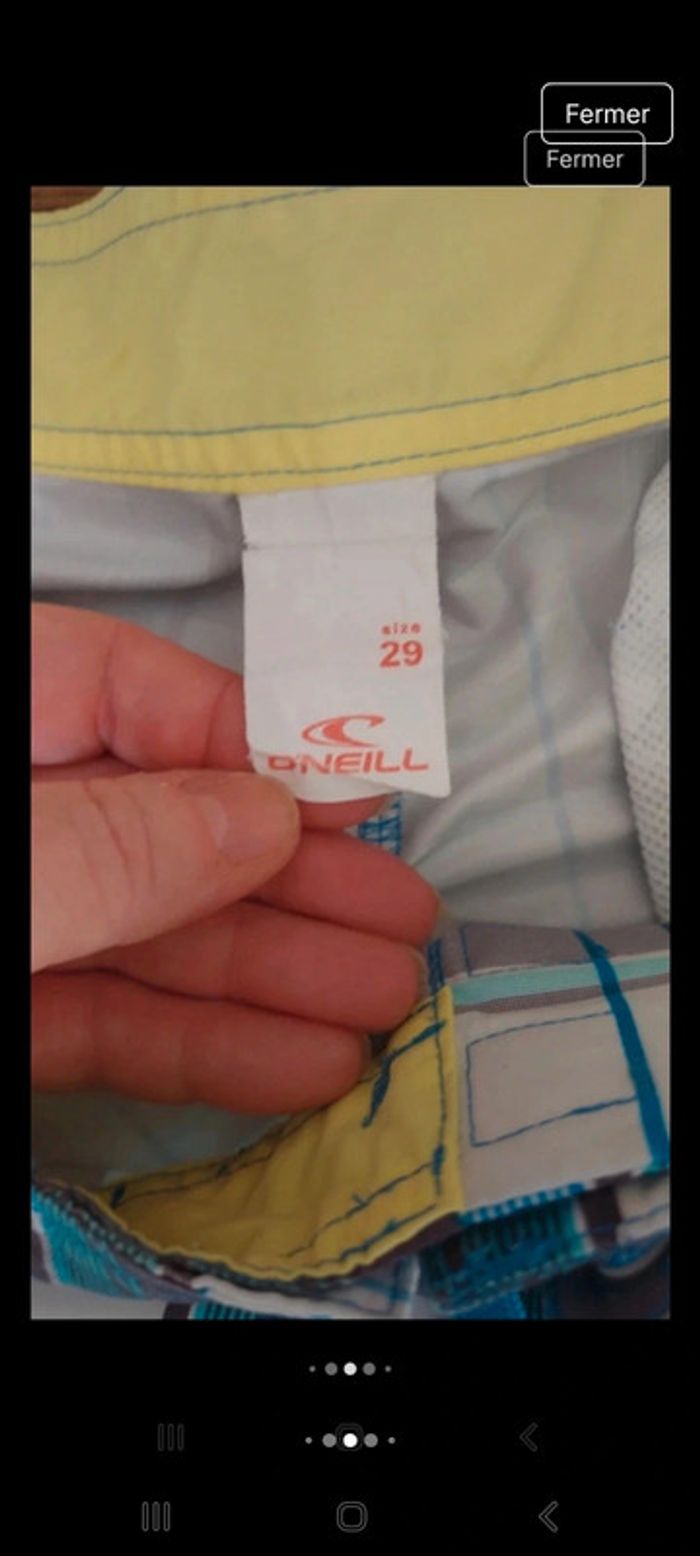 Fermer
Fermer
size
29
O'NEILL